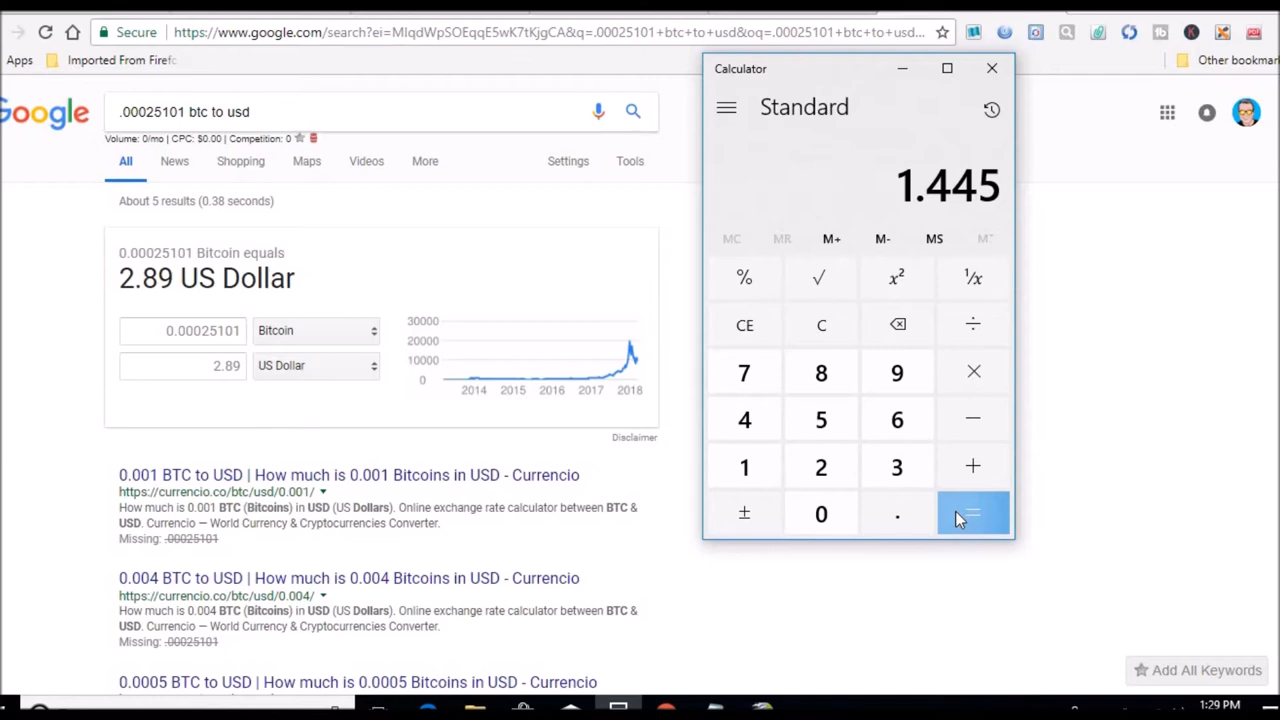 Secure
https://www.google.com/search?ei=MIqdWpSOEqqE5wK7tKjgCA&q=.00025101+btc+to+usd&oq=.00025101+btc+to+usd...
Apps
Imported From Firefc
Other bookmar
Google
.00025101 btc to usd
Volume: 0/mo | CPC: $0.00 | Competition: 0
All News Shopping Maps Videos More Settings Tools
About 5 results (0.38 seconds)
0.00025101 Bitcoin equals
2.89 US Dollar
0.00025101 Bitcoin
2.89 US Dollar
30000
20000
10000
0
2014 2015 2016 2017 2018
Disclaimer
0.001 BTC to USD | How much is 0.001 Bitcoins in USD - Currencio
https://currencio.co/btc/usd/0.001/
How much is 0.001 BTC (Bitcoins) in USD (US Dollars). Online exchange rate calculator between BTC &
USD. Currencio — World Currency & Cryptocurrencies Converter.
Missing: .00025101
0.004 BTC to USD | How much is 0.004 Bitcoins in USD - Currencio
https://currencio.co/btc/usd/0.004/
How much is 0.004 BTC (Bitcoins) in USD (US Dollars). Online exchange rate calculator between BTC &
USD. Currencio — World Currency & Cryptocurrencies Converter.
Missing: .00025101
0.0005 BTC to USD | How much is 0.0005 Bitcoins in USD - Currencio
Calculator
Standard
1.445
MC MR M+ M- MS M˅
% √ x² ¹/x
CE C ÷
7 8 9 ×
4 5 6 −
1 2 3 +
± 0 . =
Add All Keywords
1:29 PM